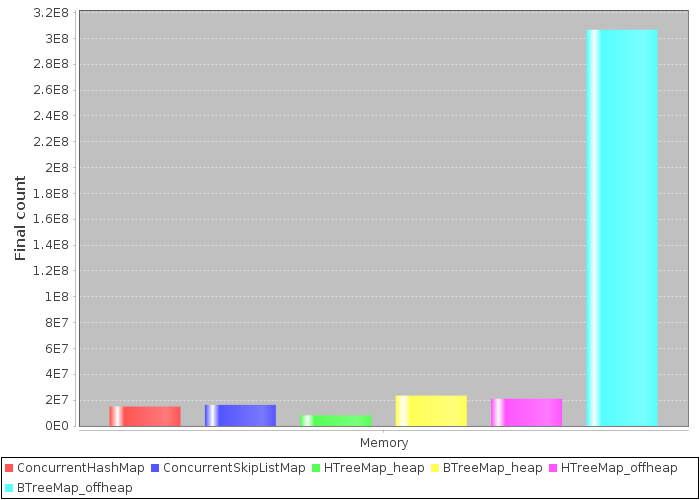 3.2E8
3E8
2.8E8
2.6E8
2.4E8
2.2E8
2E8
1.8E8
1.6E8
1.4E8
1.2E8
1E8
8E7
6E7
4E7
2E7
0E0
Final count
Memory
ConcurrentHashMap ConcurrentSkipListMap HTreeMap_heap BTreeMap_heap HTreeMap_offheap
BTreeMap_offheap